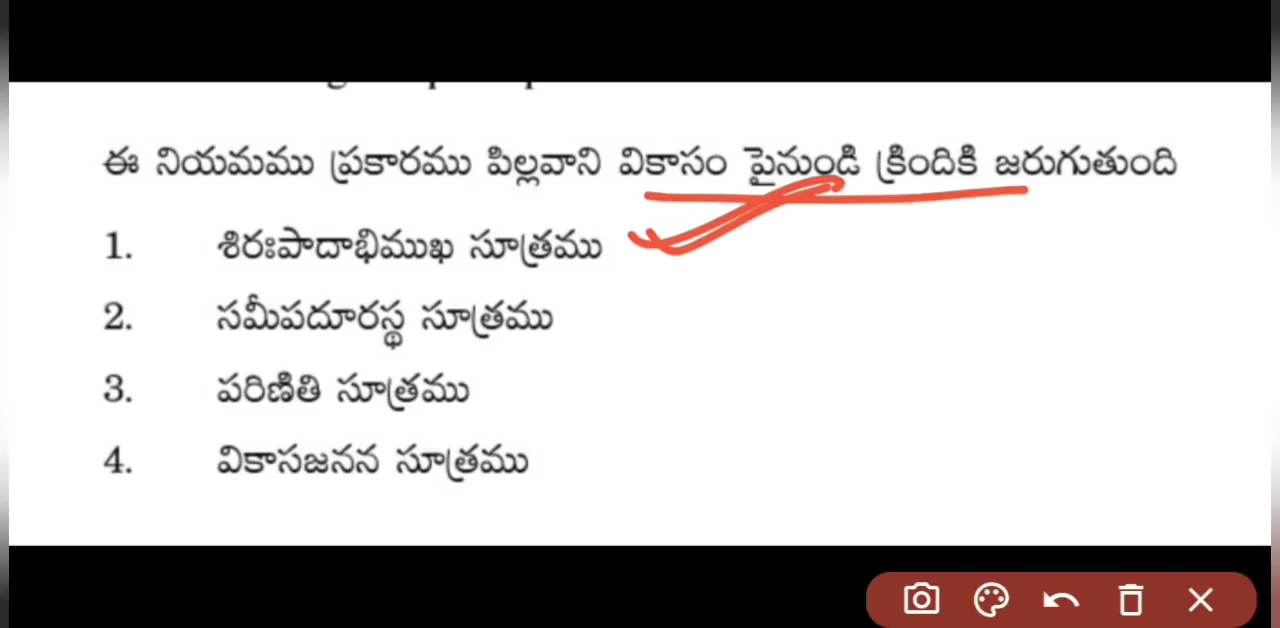 ఈ నియమము ప్రకారము పిల్లవాని వికాసం పైనుండి క్రిందికి జరుగుతుంది
1. శిరఃపాదాభిముఖ సూత్రము
2. సమీపదూరస్థ సూత్రము
3. పరిణితి సూత్రము
4. వికాసజనన సూత్రము